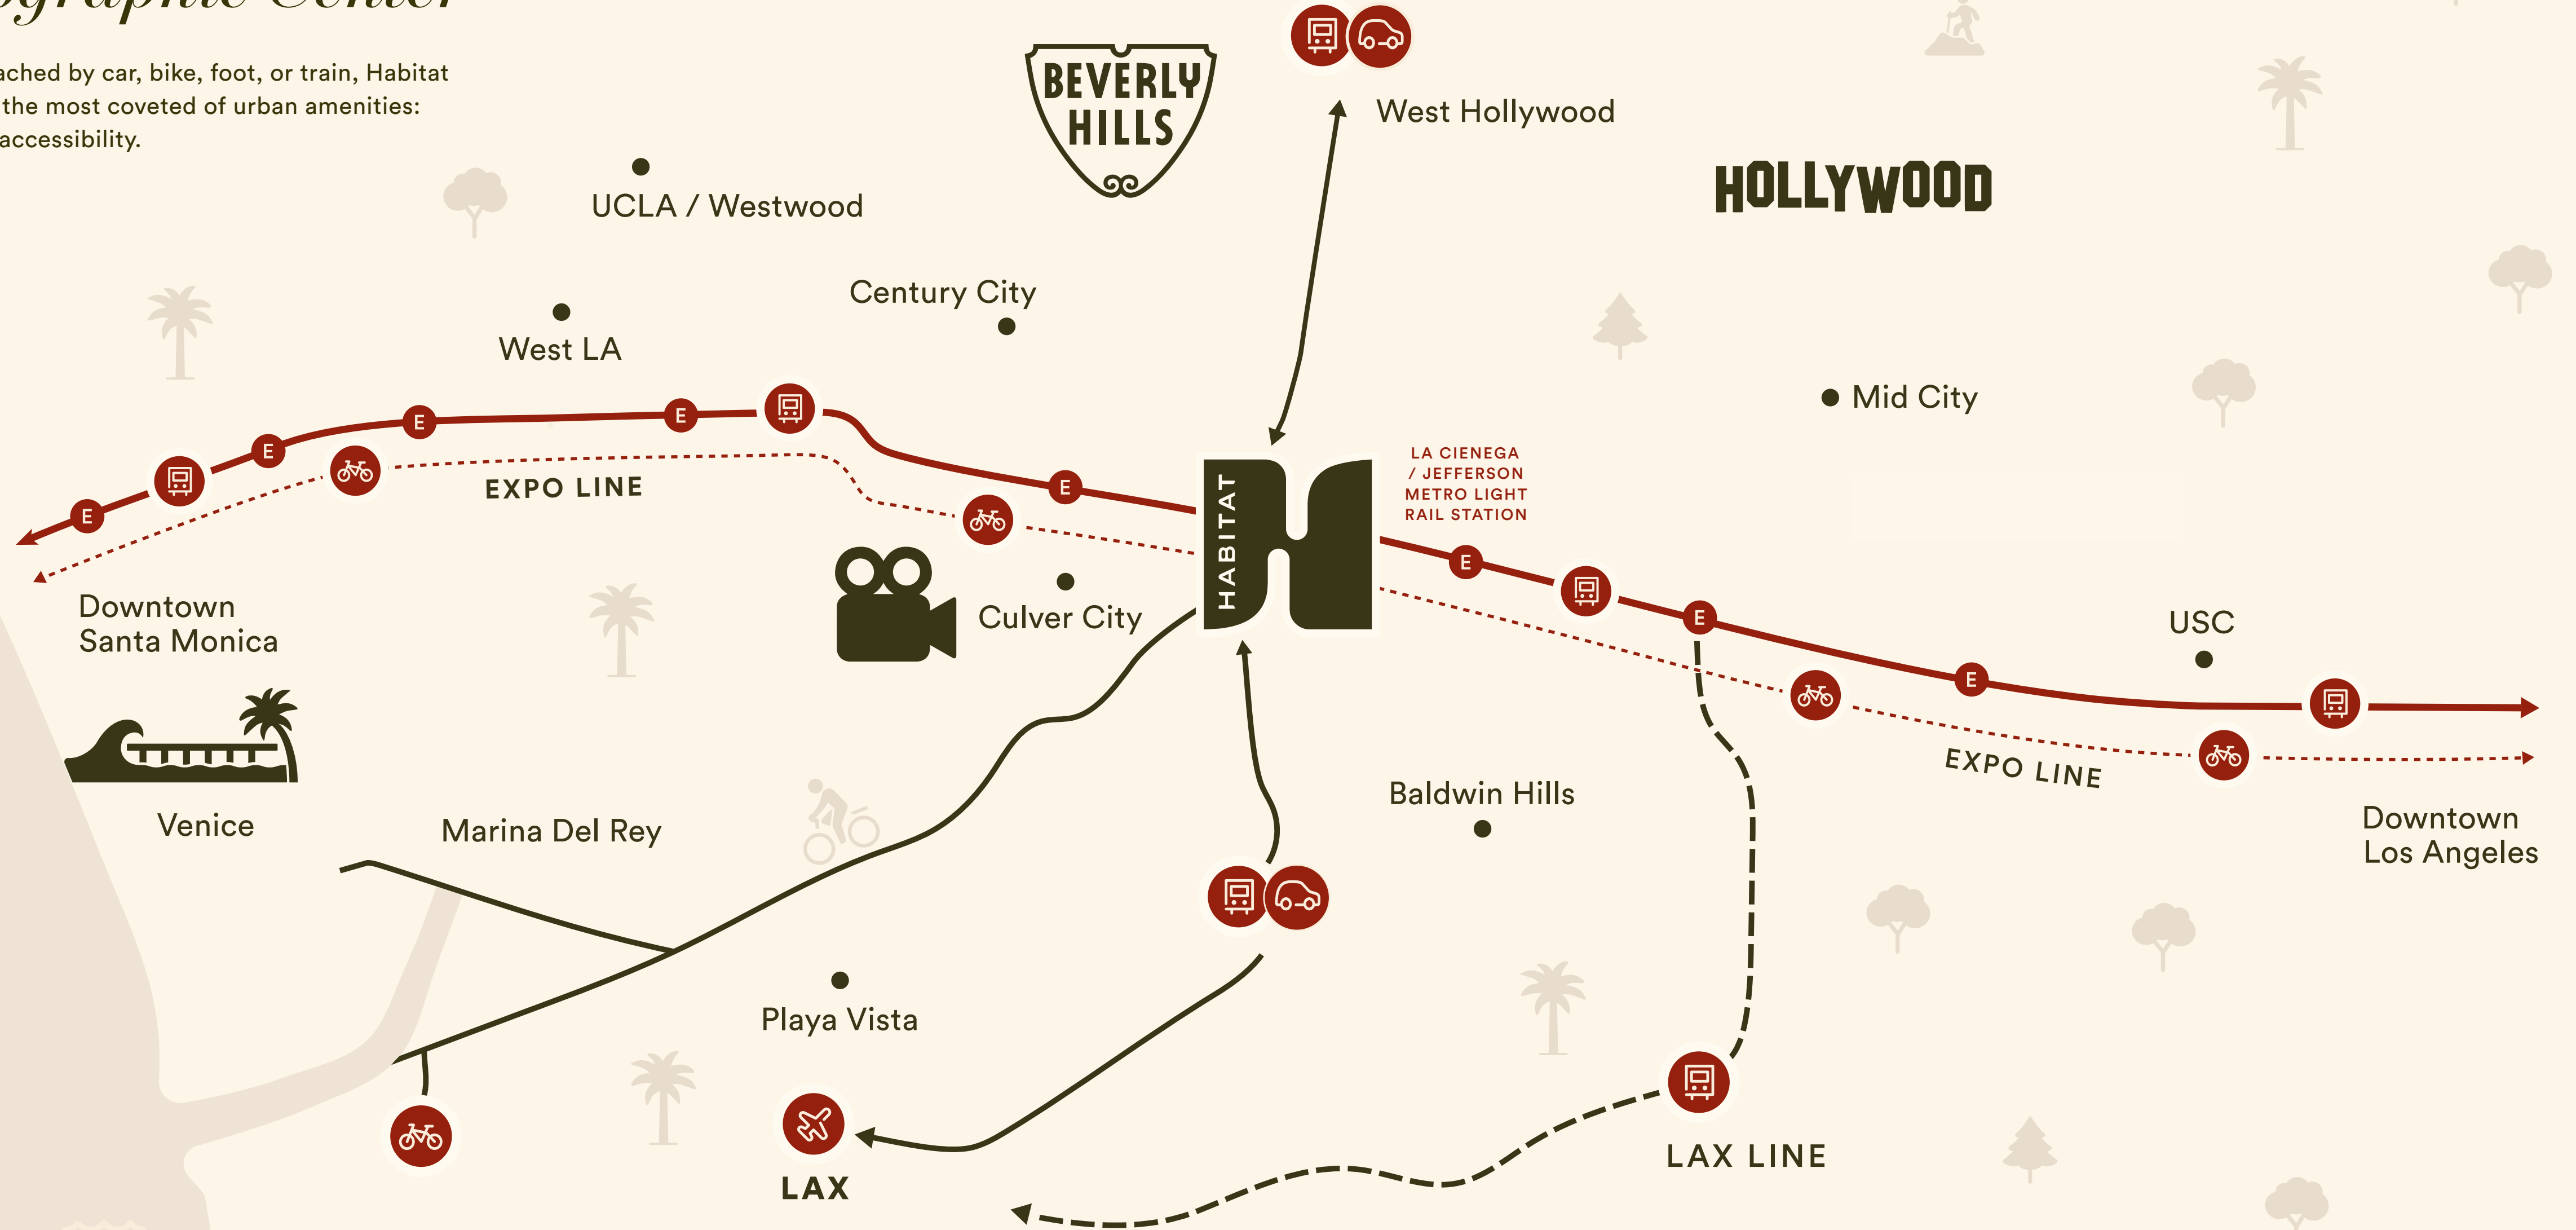 ographic Center
ached by car, bike, foot, or train, Habitat
the most coveted of urban amenities:
accessibility.
BEVERLY
HILLS
West Hollywood
HOLLYWOOD
UCLA / Westwood
Century City
West LA
Mid City
E
E
E
E
E
EXPO LINE
HABITAT
LA CIENEGA
/ JEFFERSON
METRO LIGHT
RAIL STATION
E
E
E
Culver City
Downtown
Santa Monica
USC
EXPO LINE
Venice
Marina Del Rey
Baldwin Hills
Downtown
Los Angeles
Playa Vista
LAX
LAX LINE